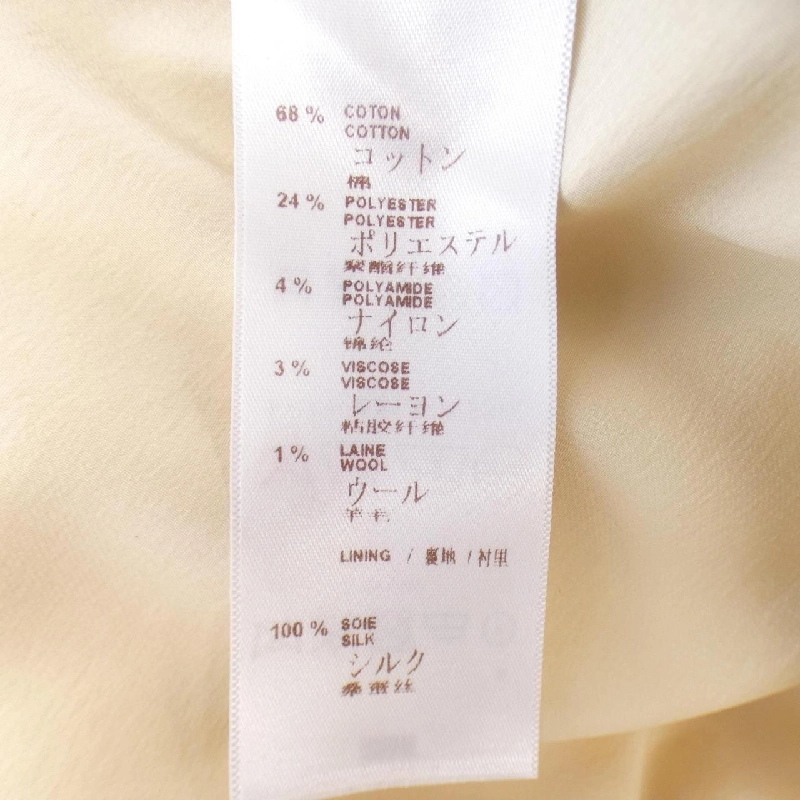 68 % COTON
COTTON
コットン
棉
24 % POLYESTER
POLYESTER
ポリエステル
聚酯纤维
4 % POLYAMIDE
POLYAMIDE
ナイロン
锦纶
3 % VISCOSE
VISCOSE
レーヨン
粘胶纤维
1 % LAINE
WOOL
ウール
羊毛
LINING / 裏地 / 衬里
100 % SOIE
SILK
シルク
桑蚕丝